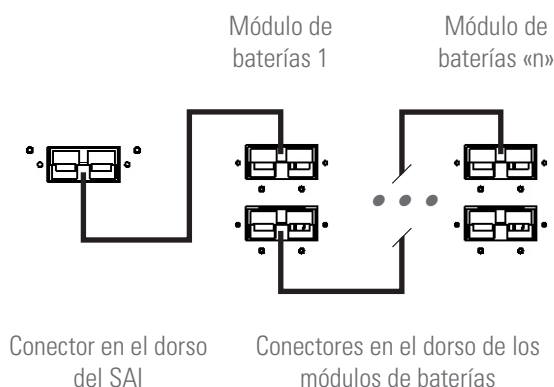 Módulo de
baterías 1
Módulo de
baterías «n»
Conector en el dorso
del SAI
Conectores en el dorso de los
módulos de baterías